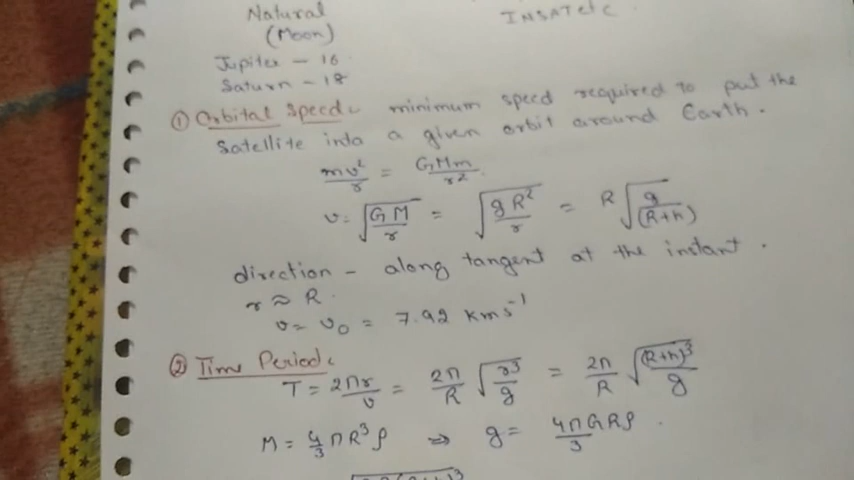 Natural
INSAT etc.
(Moon)
Jupiter - 16
Saturn - 18
① Orbital Speed: minimum speed required to put the
Satellite into a given orbit around Earth.
mv²/r = GMm/r²
v = √(GM/r) = √(gR²/r) = R√(g/(R+h))
direction - along tangent at the instant.
r ≈ R.
v = v₀ = 7.92 km s⁻¹
② Time Period:
T = 2πr/v = 2π/R √(r³/g) = 2π/R √((R+h)³/g)
M = 4/3 πR³ρ ⇒ g = 4πGRρ/3.